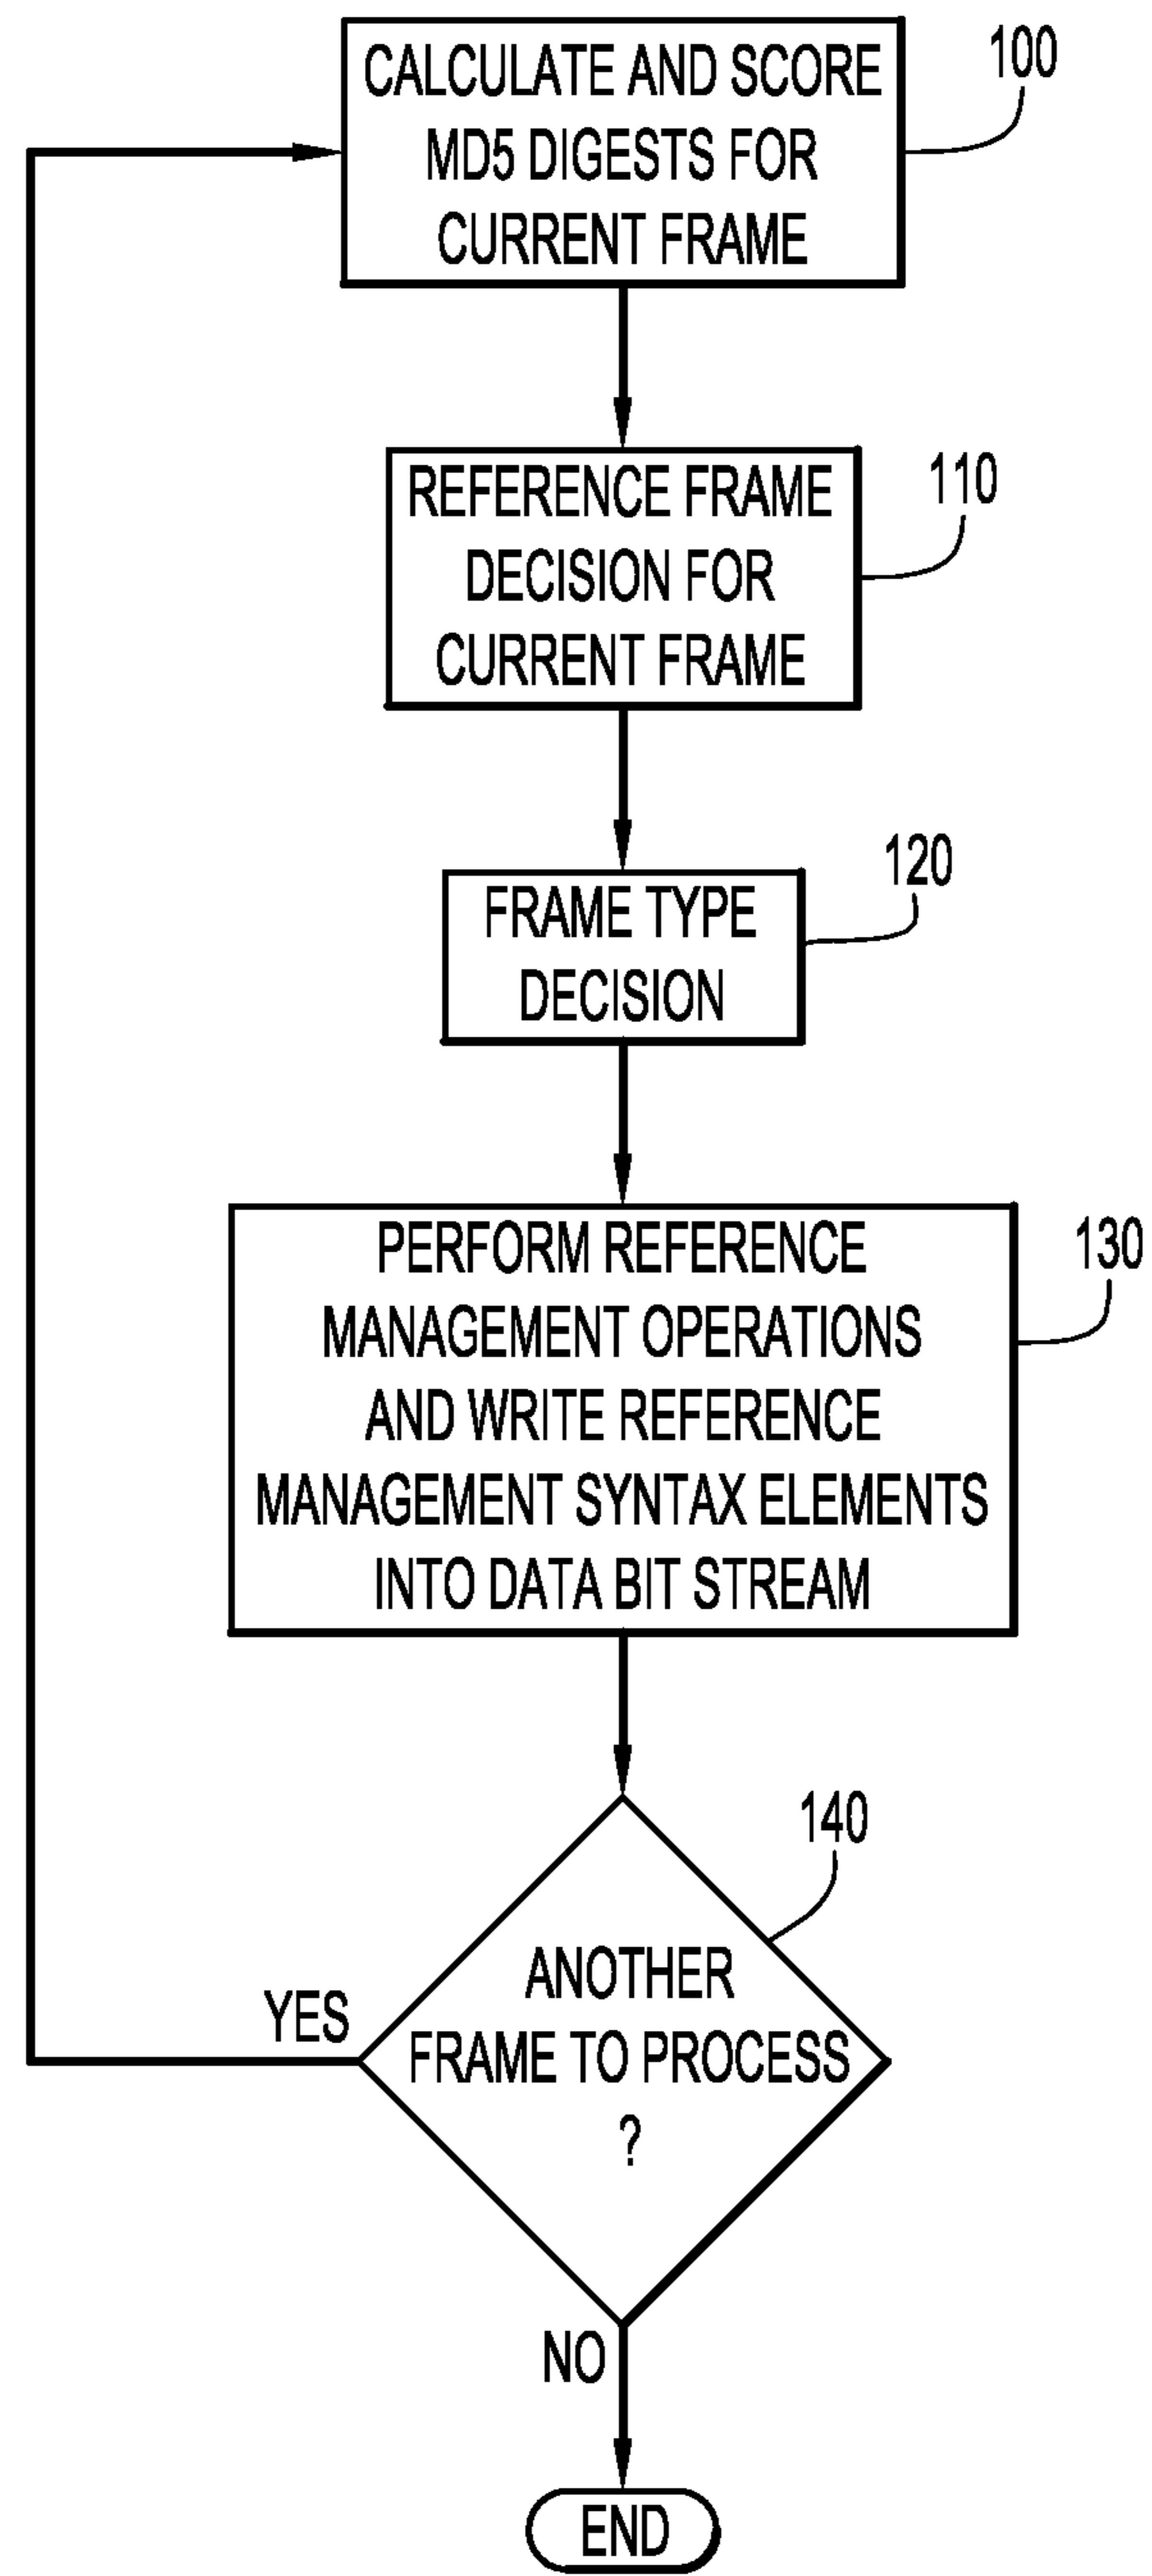 CALCULATE AND SCORE
MD5 DIGESTS FOR
CURRENT FRAME
100
REFERENCE FRAME
DECISION FOR
CURRENT FRAME
110
FRAME TYPE
DECISION
120
PERFORM REFERENCE
MANAGEMENT OPERATIONS
AND WRITE REFERENCE
MANAGEMENT SYNTAX ELEMENTS
INTO DATA BIT STREAM
130
140
ANOTHER
FRAME TO PROCESS
?
YES
NO
END